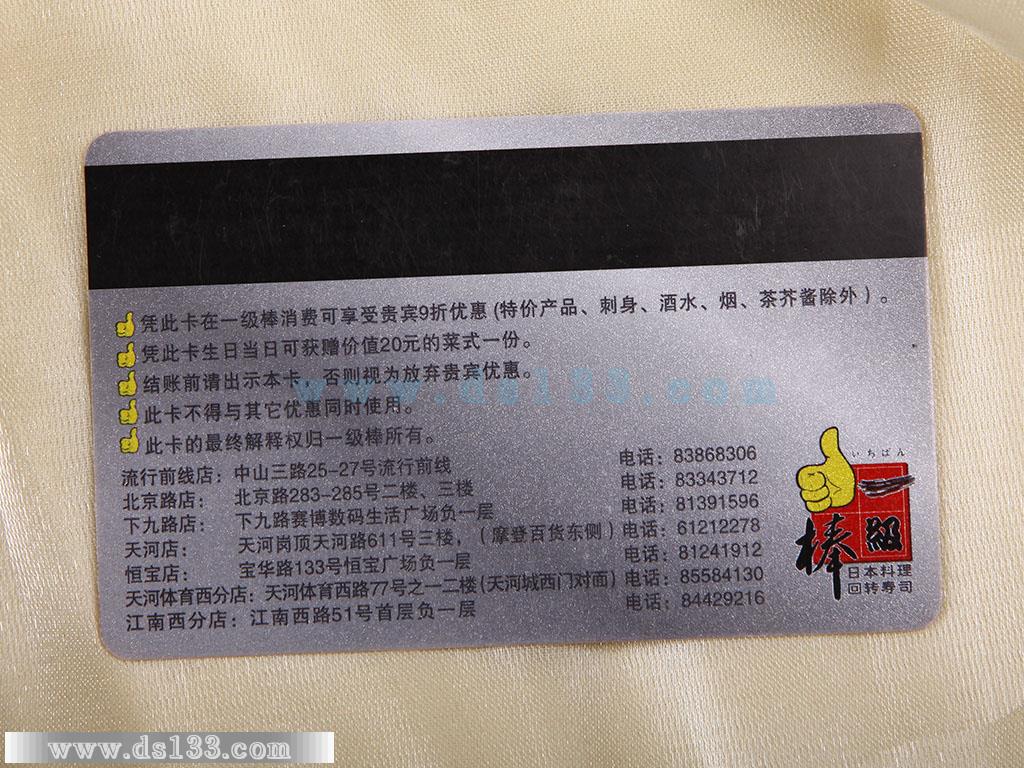 凭此卡在一级棒消费可享受贵宾9折优惠(特价产品、刺身、酒水、烟、茶芥酱除外）。
凭此卡生日当日可获赠价值20元的菜式一份。
结账前请出示本卡，否则视为放弃贵宾优惠。
www.ds133.com
此卡不得与其它优惠同时使用。
此卡的最终解释权归一级棒所有。
流行前线店：中山三路25-27号流行前线 电话：83868306
北京路店：北京路283-285号二楼、三楼 电话：83343712
下九路店：下九路赛博数码生活广场负一层 电话：81391596
天河店：天河岗顶天河路611号三楼，（摩登百货东侧）电话：61212278
恒宝店：宝华路133号恒宝广场负一层 电话：81241912
天河体育西分店：天河体育西路77号之一二楼(天河城西门对面) 电话：85584130
江南西分店：江南西路51号首层负一层 电话：84429216
いちばん
一級棒
日本料理
回转寿司
www.ds133.com